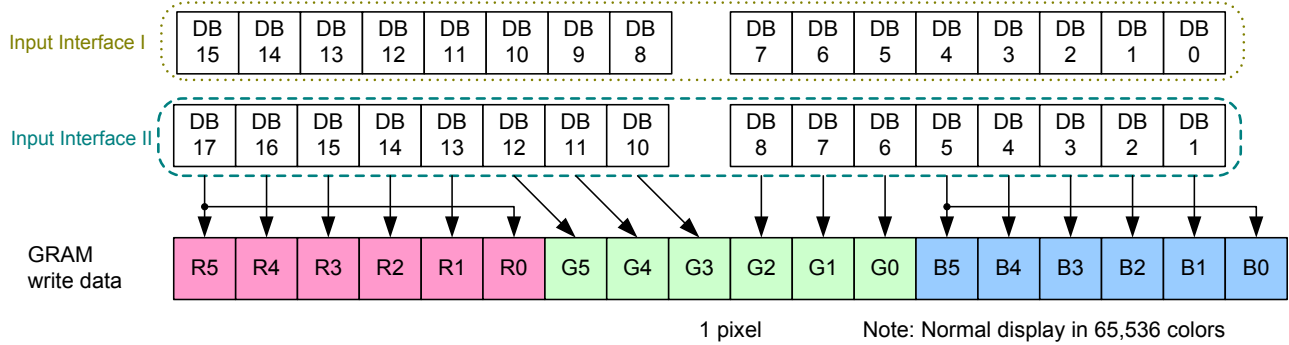 Input Interface I
DB 15 DB 14 DB 13 DB 12 DB 11 DB 10 DB 9 DB 8 DB 7 DB 6 DB 5 DB 4 DB 3 DB 2 DB 1 DB 0
Input Interface II
DB 17 DB 16 DB 15 DB 14 DB 13 DB 12 DB 11 DB 10 DB 8 DB 7 DB 6 DB 5 DB 4 DB 3 DB 2 DB 1
GRAM
write data
R5 R4 R3 R2 R1 R0 G5 G4 G3 G2 G1 G0 B5 B4 B3 B2 B1 B0
1 pixel Note: Normal display in 65,536 colors